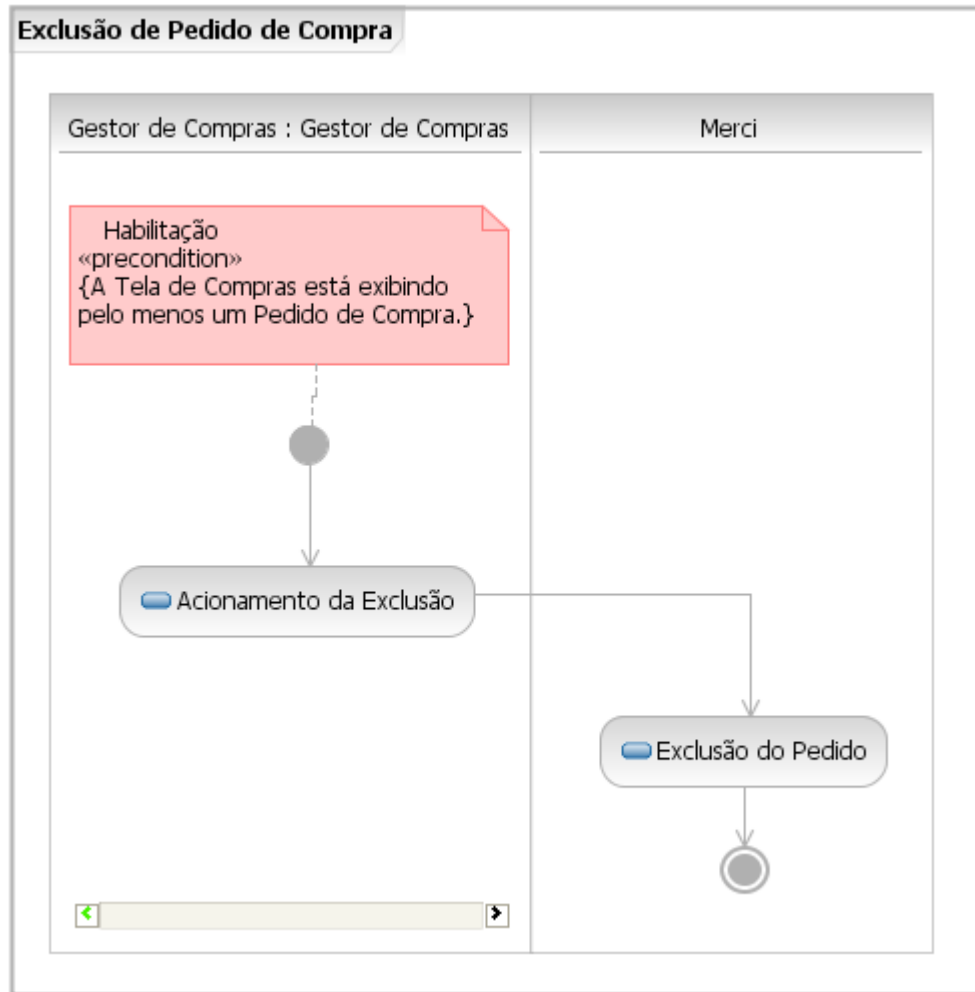 Exclusão de Pedido de Compra
Gestor de Compras : Gestor de Compras
Merci
Habilitação
«precondition»
{A Tela de Compras está exibindo
pelo menos um Pedido de Compra.}
Acionamento da Exclusão
Exclusão do Pedido